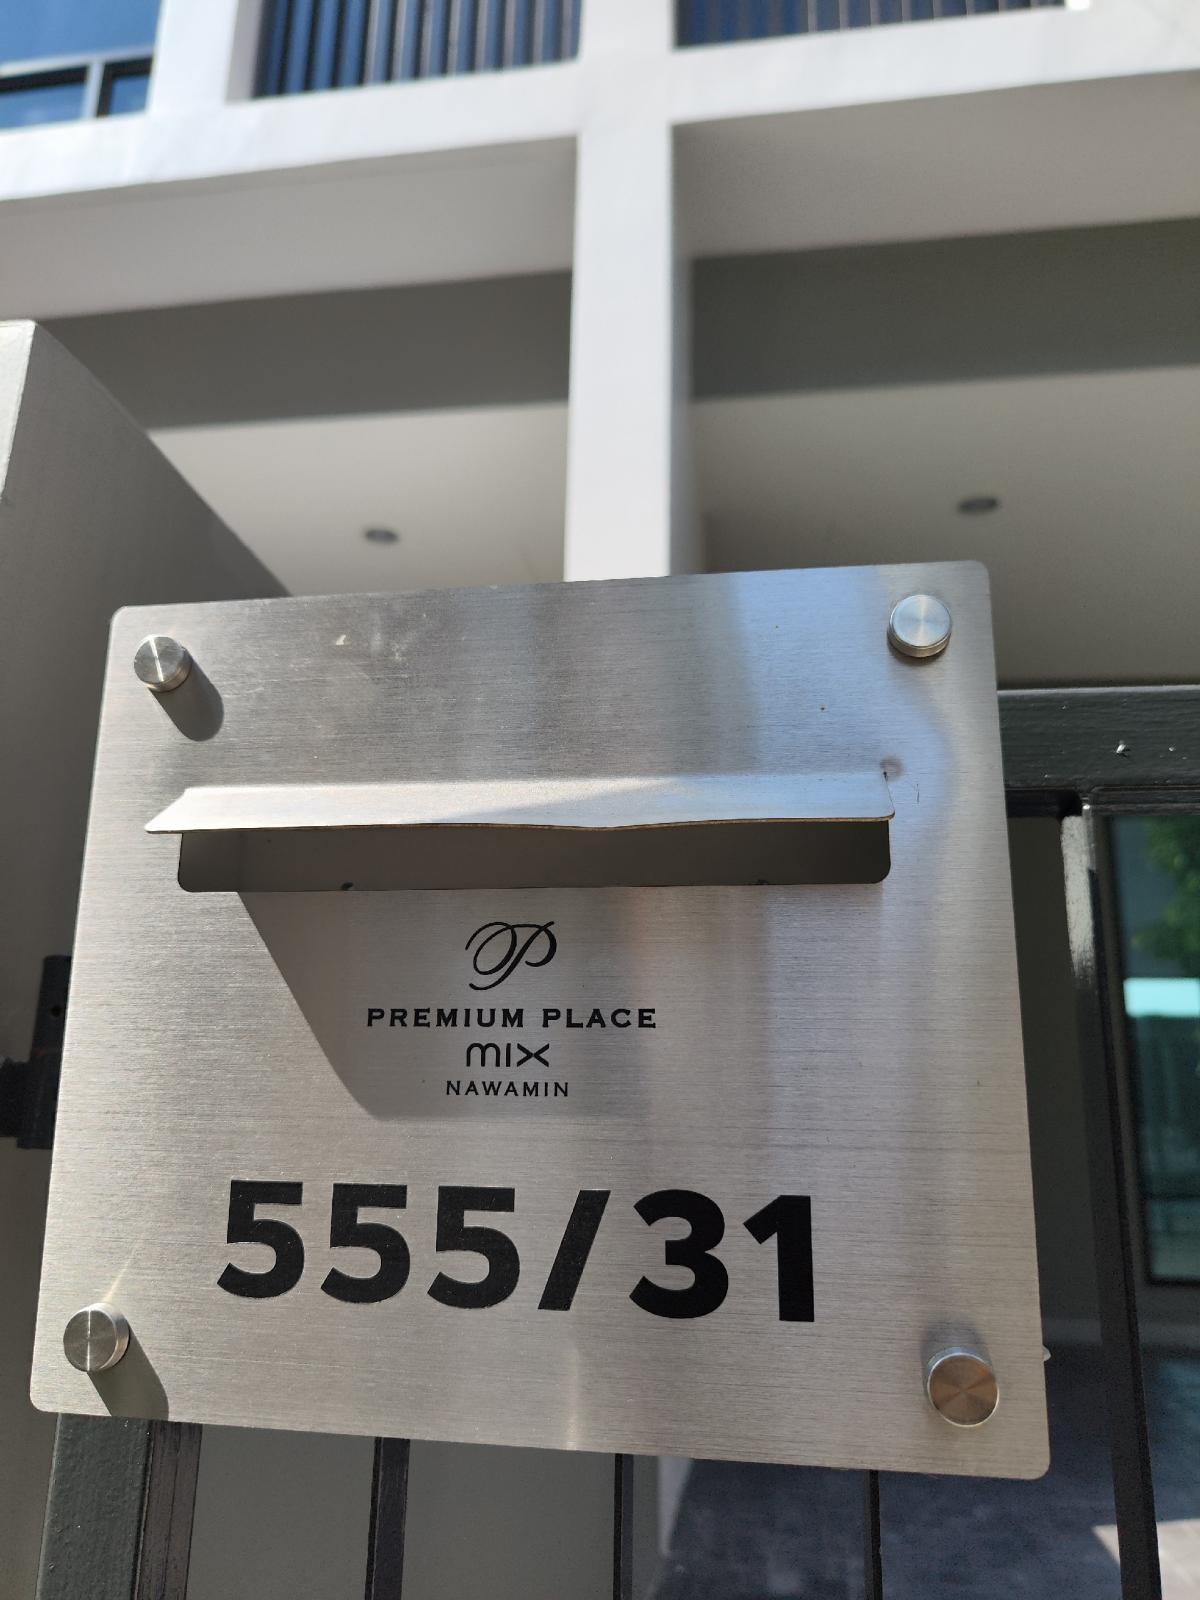 P
PREMIUM PLACE
mix
NAWAMIN
555/31